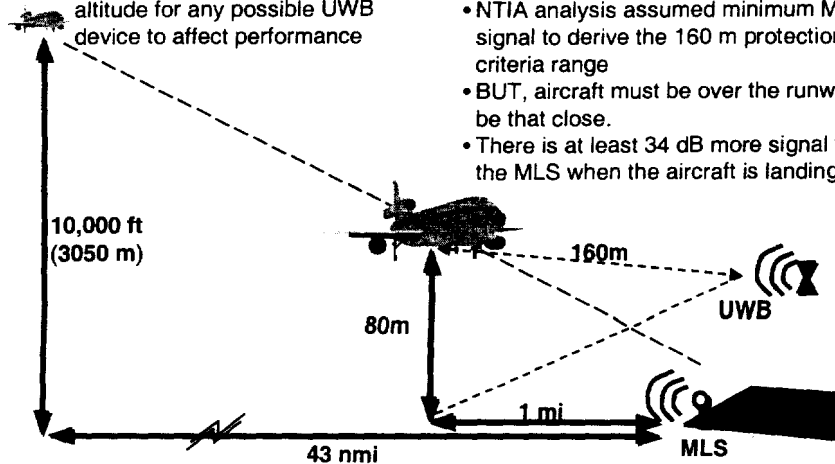 altitude for any possible UWB
device to affect performance
• NTIA analysis assumed minimum M
signal to derive the 160 m protection
criteria range
• BUT, aircraft must be over the runw
be that close.
• There is at least 34 dB more signal
the MLS when the aircraft is landing
10,000 ft
(3050 m)
160m
UWB
80m
1 mi
MLS
43 nmi